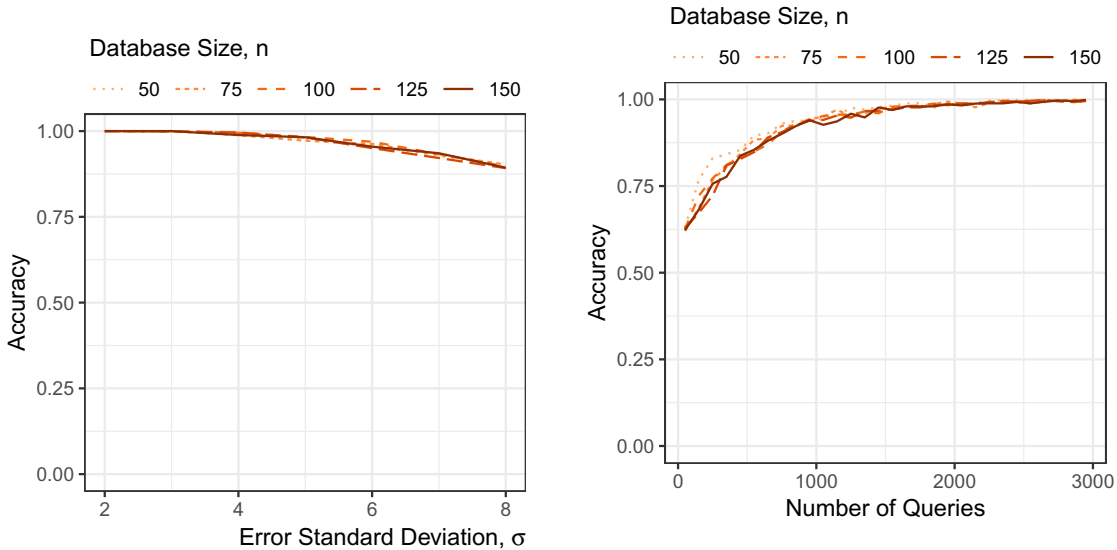 Database Size, n
50 75 100 125 150
Accuracy
1.00
0.75
0.50
0.25
0.00
2 4 6 8
Error Standard Deviation, σ
Database Size, n
50 75 100 125 150
Accuracy
1.00
0.75
0.50
0.25
0.00
0 1000 2000 3000
Number of Queries